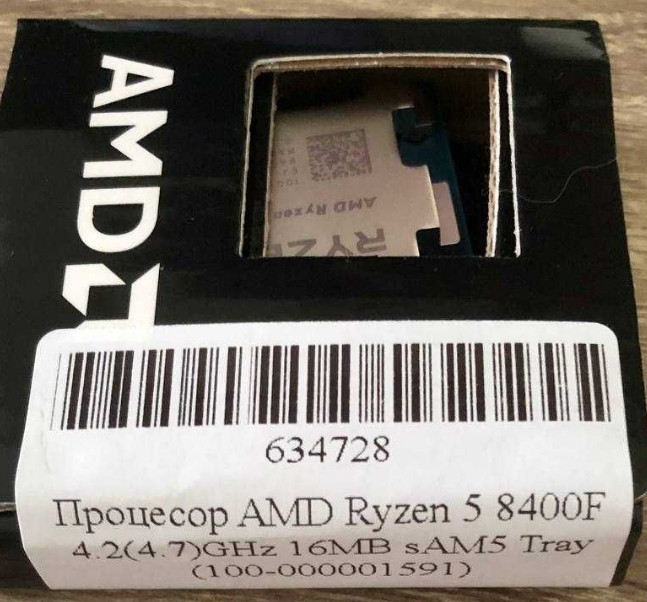 AMD
AMD Ryzen
RYZE
634728
Процесор AMD Ryzen 5 8400F
4.2(4.7)GHz 16MB sAM5 Tray
(100-000001591)